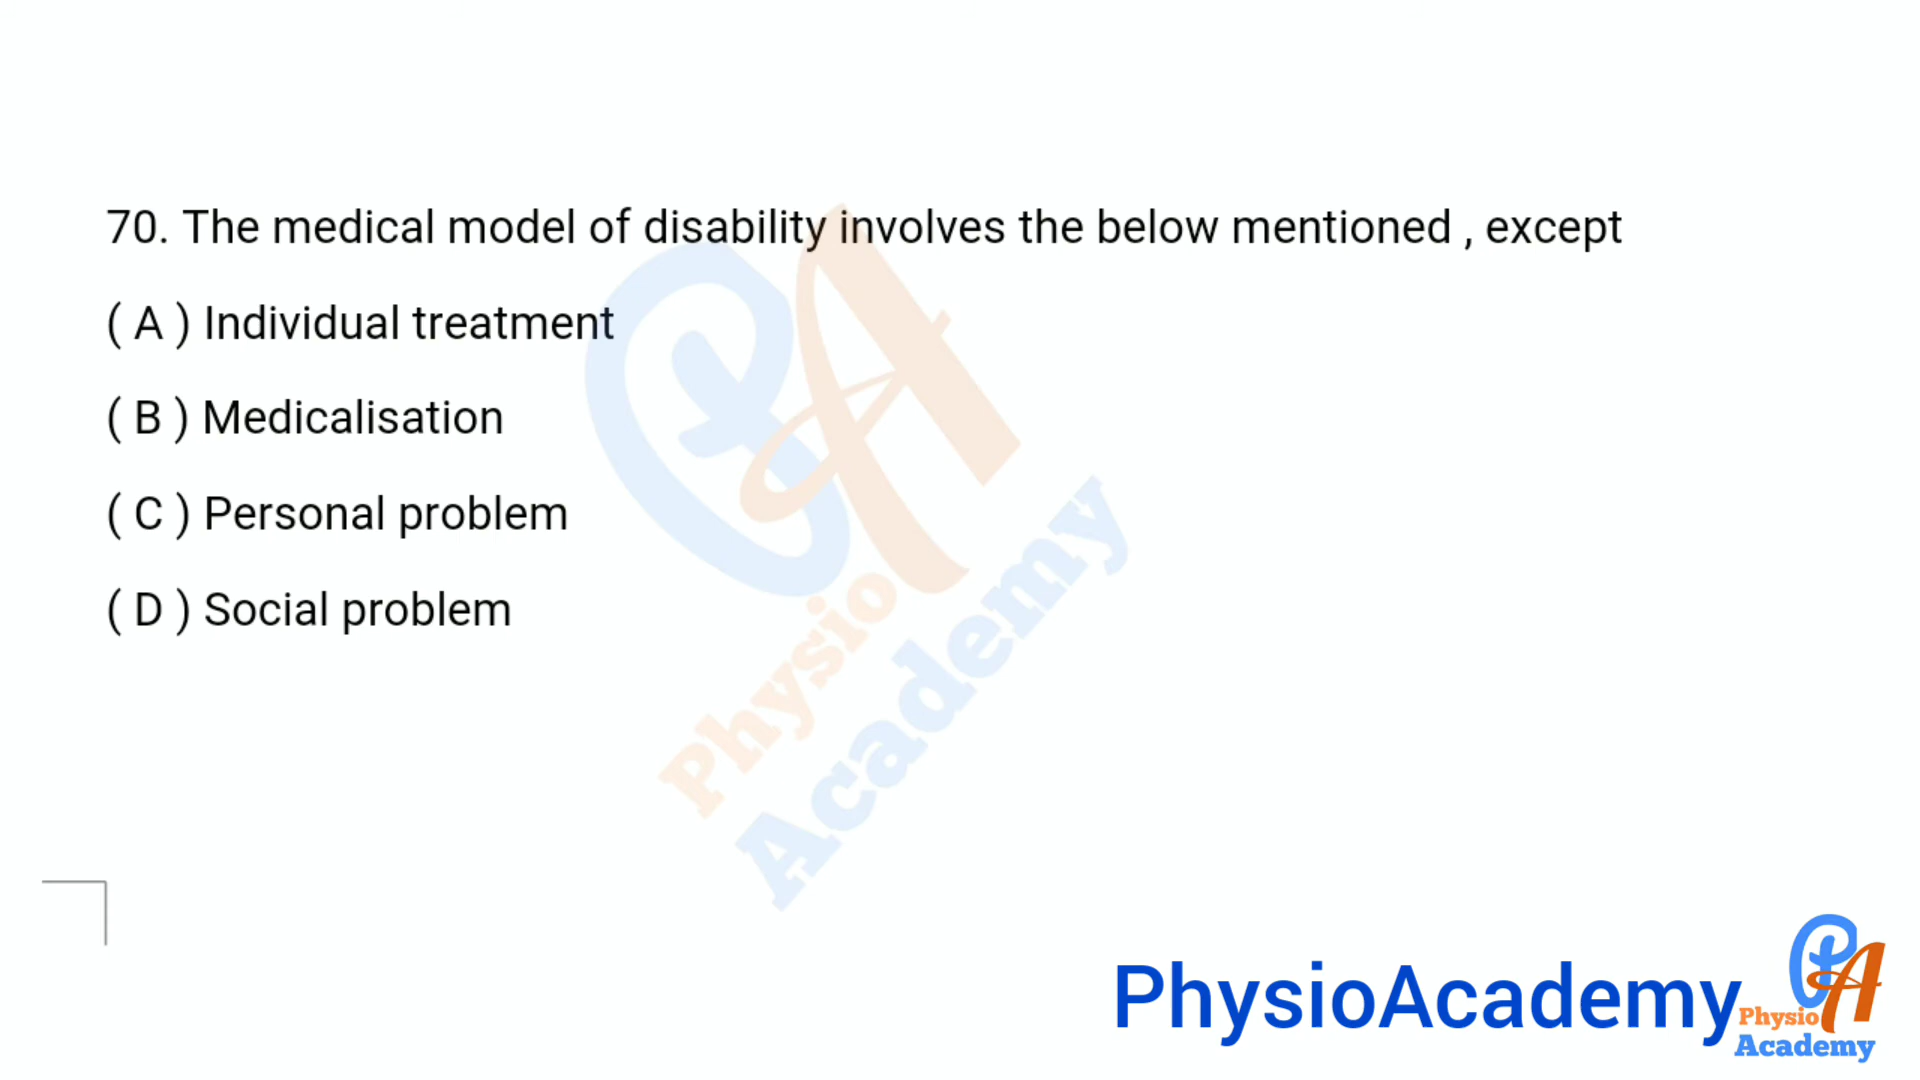 70. The medical model of disability involves the below mentioned , except
( A ) Individual treatment
( B ) Medicalisation
( C ) Personal problem
( D ) Social problem
Physio
Academy
PhysioAcademy
Physio
Academy